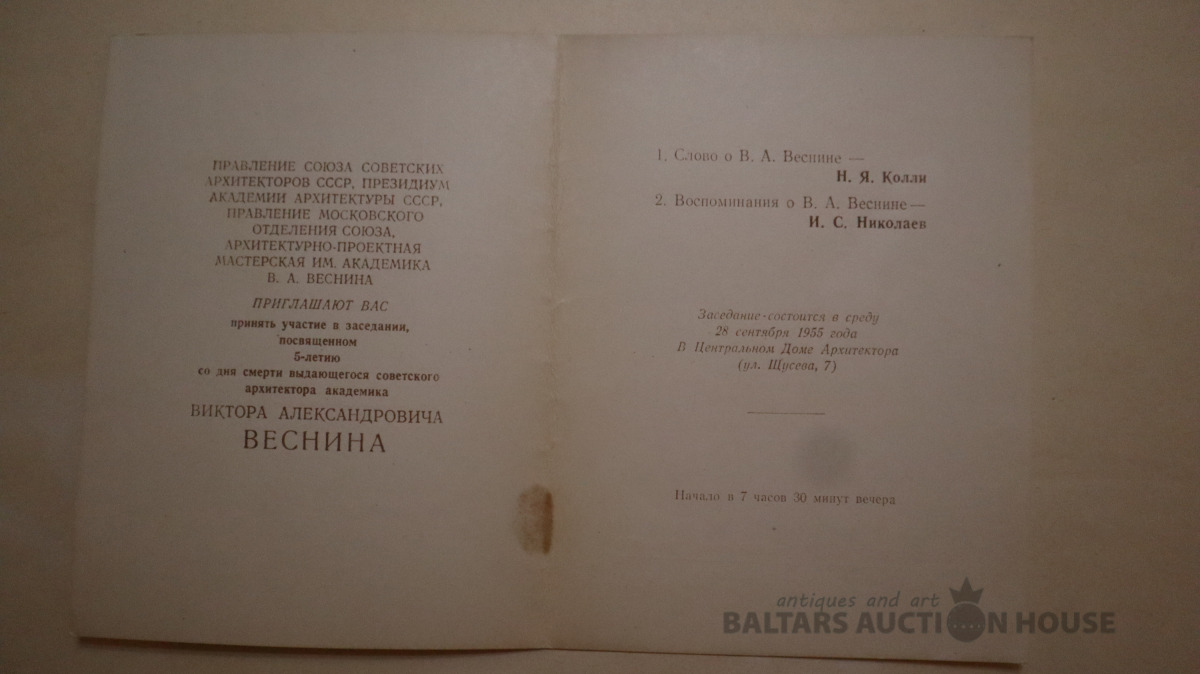 ПРАВЛЕНИЕ СОЮЗА СОВЕТСКИХ
АРХИТЕКТОРОВ СССР, ПРЕЗИДИУМ
АКАДЕМИИ АРХИТЕКТУРЫ СССР,
ПРАВЛЕНИЕ МОСКОВСКОГО
ОТДЕЛЕНИЯ СОЮЗА,
АРХИТЕКТУРНО-ПРОЕКТНАЯ
МАСТЕРСКАЯ ИМ. АКАДЕМИКА
В. А. ВЕСНИНА
ПРИГЛАШАЮТ ВАС
принять участие в заседании,
посвященном
5-летию
со дня смерти выдающегося советского
архитектора академика
ВИКТОРА АЛЕКСАНДРОВИЧА
ВЕСНИНА
1. Слово о В. А. Веснине —
Н. Я. Колли
2. Воспоминания о В. А. Веснине —
И. С. Николаев
Заседание состоится в среду
28 сентября 1955 года
В Центральном Доме Архитектора
(ул. Щусева, 7)
Начало в 7 часов 30 минут вечера
antiques and art
BALTARS AUCTION HOUSE